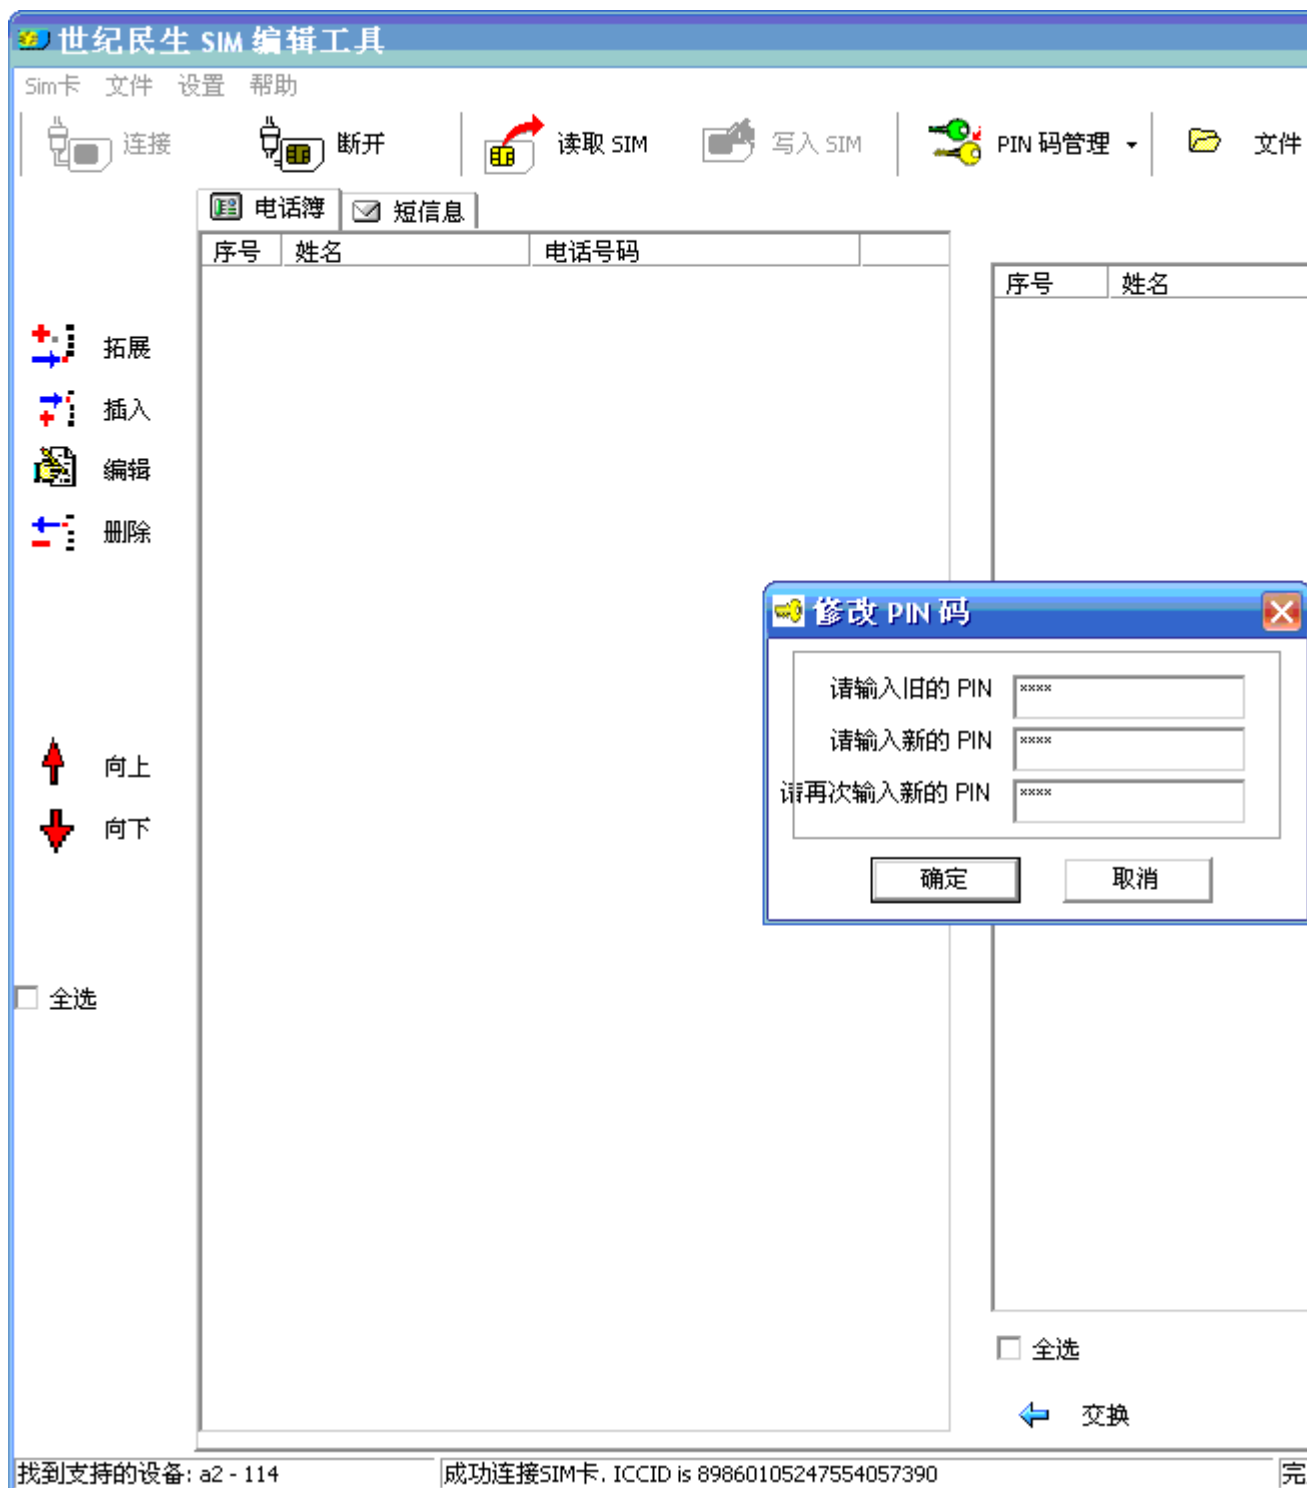 世纪民生 SIM 编辑工具
Sim卡 文件 设置 帮助
连接 断开 读取 SIM 写入 SIM PIN 码管理 文件
电话簿 短信息
序号 姓名 电话号码
序号 姓名
拓展
插入
编辑
删除
修改 PIN 码
请输入旧的 PIN ****
请输入新的 PIN ****
请再次输入新的 PIN ****
确定 取消
向上
向下
全选
全选
交换
找到支持的设备: a2 - 114 成功连接SIM卡, ICCID is 89860105247554057390 完